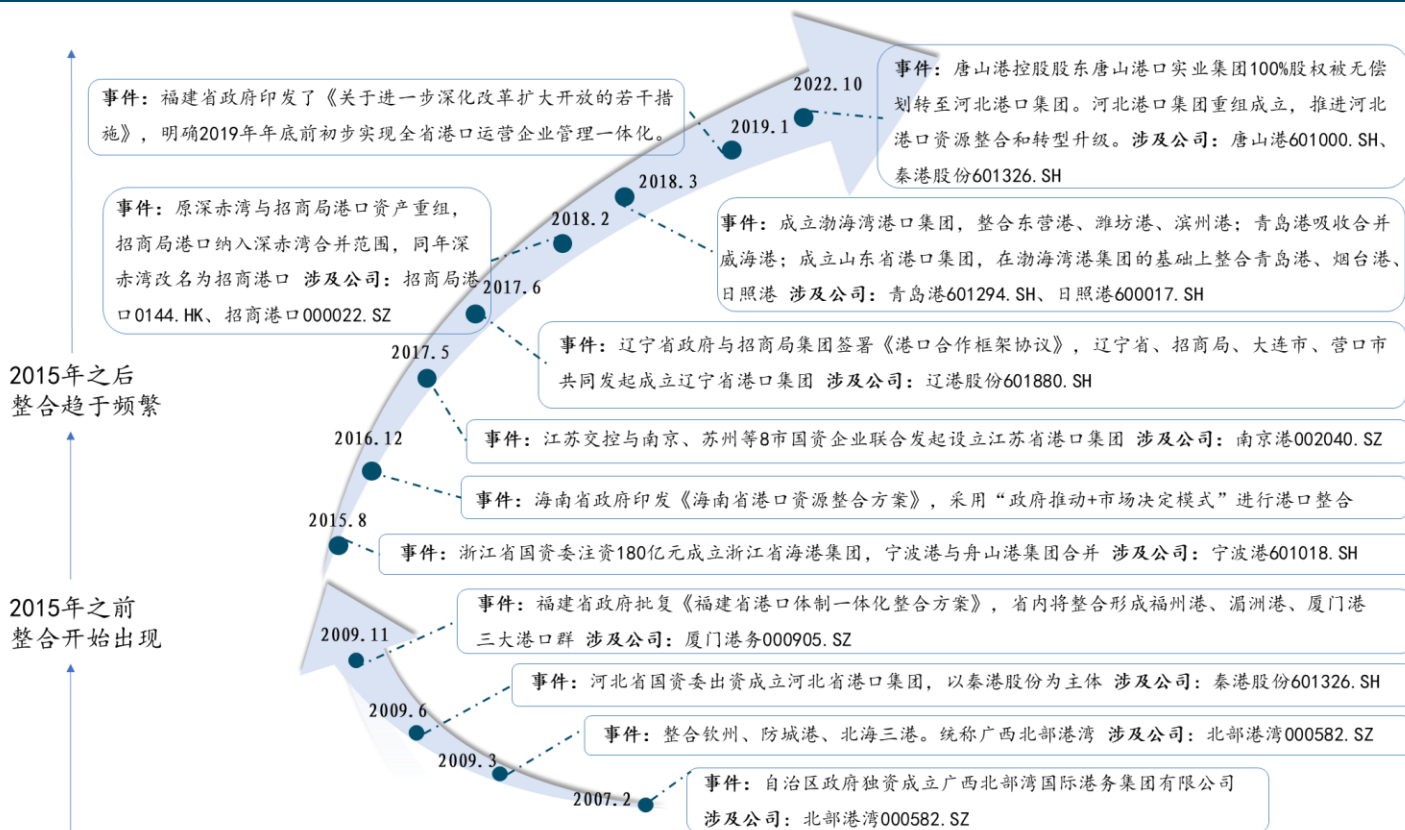 2022.10
事件：唐山港控股股东唐山港口实业集团100%股权被无偿
划转至河北港口集团。河北港口集团重组成立，推进河北
港口资源整合和转型升级。涉及公司：唐山港601000.SH、
秦港股份601326.SH
2019.1
事件：福建省政府印发了《关于进一步深化改革扩大开放的若干措
施》，明确2019年年底前初步实现全省港口运营企业管理一体化。
2018.3
事件：成立渤海湾港口集团，整合东营港、潍坊港、滨州港；青岛港吸收合并
威海港；成立山东省港口集团，在渤海湾港集团的基础上整合青岛港、烟台港、
日照港 涉及公司：青岛港601294.SH、日照港600017.SH
2018.2
事件：原深赤湾与招商局港口资产重组，
招商局港口纳入深赤湾合并范围，同年深
赤湾改名为招商港口 涉及公司：招商局港
口0144.HK、招商港口000022.SZ
2017.6
事件：辽宁省政府与招商局集团签署《港口合作框架协议》，辽宁省、招商局、大连市、营口市
共同发起成立辽宁省港口集团 涉及公司：辽港股份601880.SH
2017.5
事件：江苏交控与南京、苏州等8市国资企业联合发起设立江苏省港口集团 涉及公司：南京港002040.SZ
2015年之后
整合趋于频繁
2016.12
事件：海南省政府印发《海南省港口资源整合方案》，采用“政府推动+市场决定模式”进行港口整合
2015.8
事件：浙江省国资委注资180亿元成立浙江省海港集团，宁波港与舟山港集团合并 涉及公司：宁波港601018.SH
2015年之前
整合开始出现
2009.11
事件：福建省政府批复《福建省港口体制一体化整合方案》，省内将整合形成福州港、湄洲港、厦门港
三大港口群 涉及公司：厦门港务000905.SZ
2009.6
事件：河北省国资委出资成立河北省港口集团，以秦港股份为主体 涉及公司：秦港股份601326.SH
2009.3
事件：整合钦州、防城港、北海三港。统称广西北部港湾 涉及公司：北部港湾000582.SZ
2007.2
事件：自治区政府独资成立广西北部湾国际港务集团有限公司
涉及公司：北部港湾000582.SZ